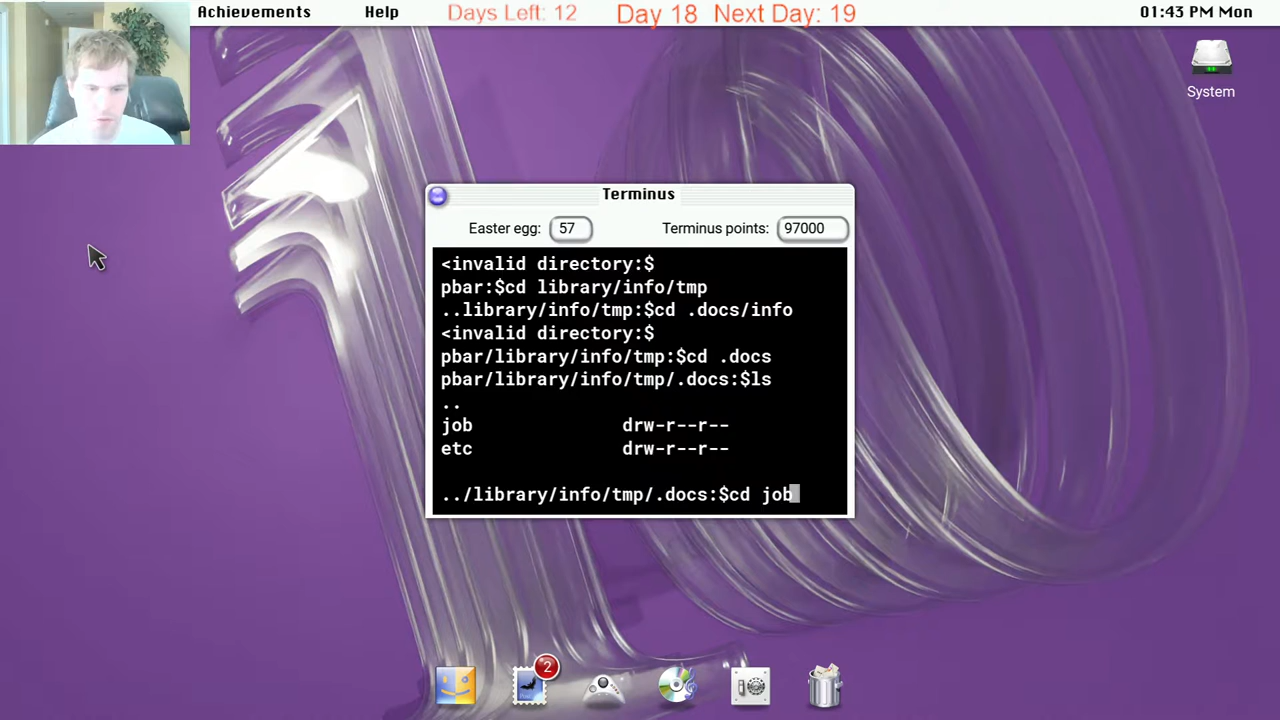 Achievements Help Days Left: 12 Day 18 Next Day: 19 01:43 PM Mon
System
Terminus
Easter egg: 57 Terminus points: 97000
<invalid directory:$
pbar:$cd library/info/tmp
..library/info/tmp:$cd .docs/info
<invalid directory:$
pbar/library/info/tmp:$cd .docs
pbar/library/info/tmp/.docs:$ls
..
job drw-r--r--
etc drw-r--r--
../library/info/tmp/.docs:$cd job
2